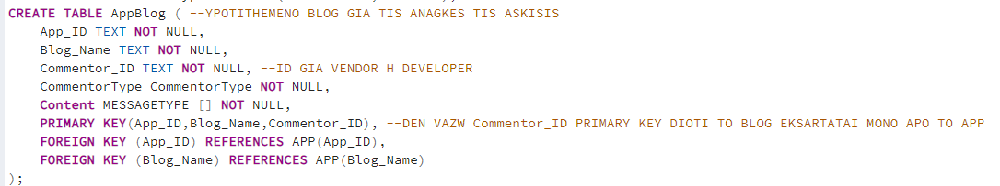 CREATE TABLE AppBlog ( --YPOTITHEMENO BLOG GIA TIS ANAGKES TIS ASKISIS
App_ID TEXT NOT NULL,
Blog_Name TEXT NOT NULL,
Commentor_ID TEXT NOT NULL, --ID GIA VENDOR H DEVELOPER
CommentorType CommentorType NOT NULL,
Content MESSAGETYPE [] NOT NULL,
PRIMARY KEY(App_ID,Blog_Name,Commentor_ID), --DEN VAZW Commentor_ID PRIMARY KEY DIOTI TO BLOG EKSARTATAI MONO APO TO APP
FOREIGN KEY (App_ID) REFERENCES APP(App_ID),
FOREIGN KEY (Blog_Name) REFERENCES APP(Blog_Name)
);